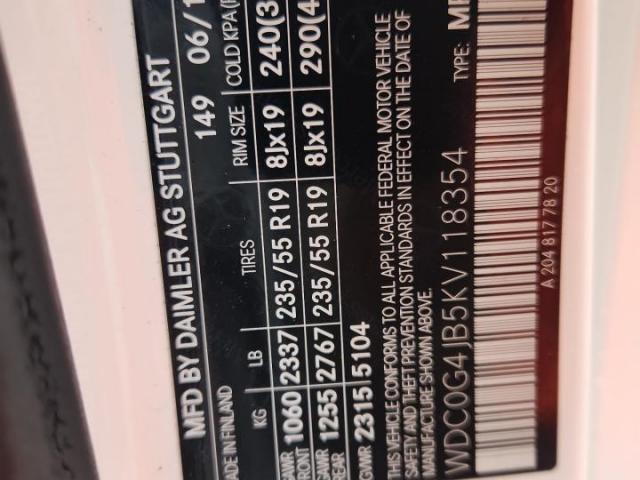 MFD BY DAIMLER AG STUTTGART
ADE IN FINLAND 149 06/1
KG LB TIRES RIM SIZE COLD KPA
GAWR FRONT 1060 2337 235/55 R19 8Jx19 240(3
GAWR REAR 1255 2767 235/55 R19 8Jx19 290(4
GVWR 2315 5104
THIS VEHICLE CONFORMS TO ALL APPLICABLE FEDERAL MOTOR VEHICLE
SAFETY AND THEFT PREVENTION STANDARDS IN EFFECT ON THE DATE OF
MANUFACTURE SHOWN ABOVE.
WDC0G4JB5KV118354 TYPE:
A 204 817 78 20